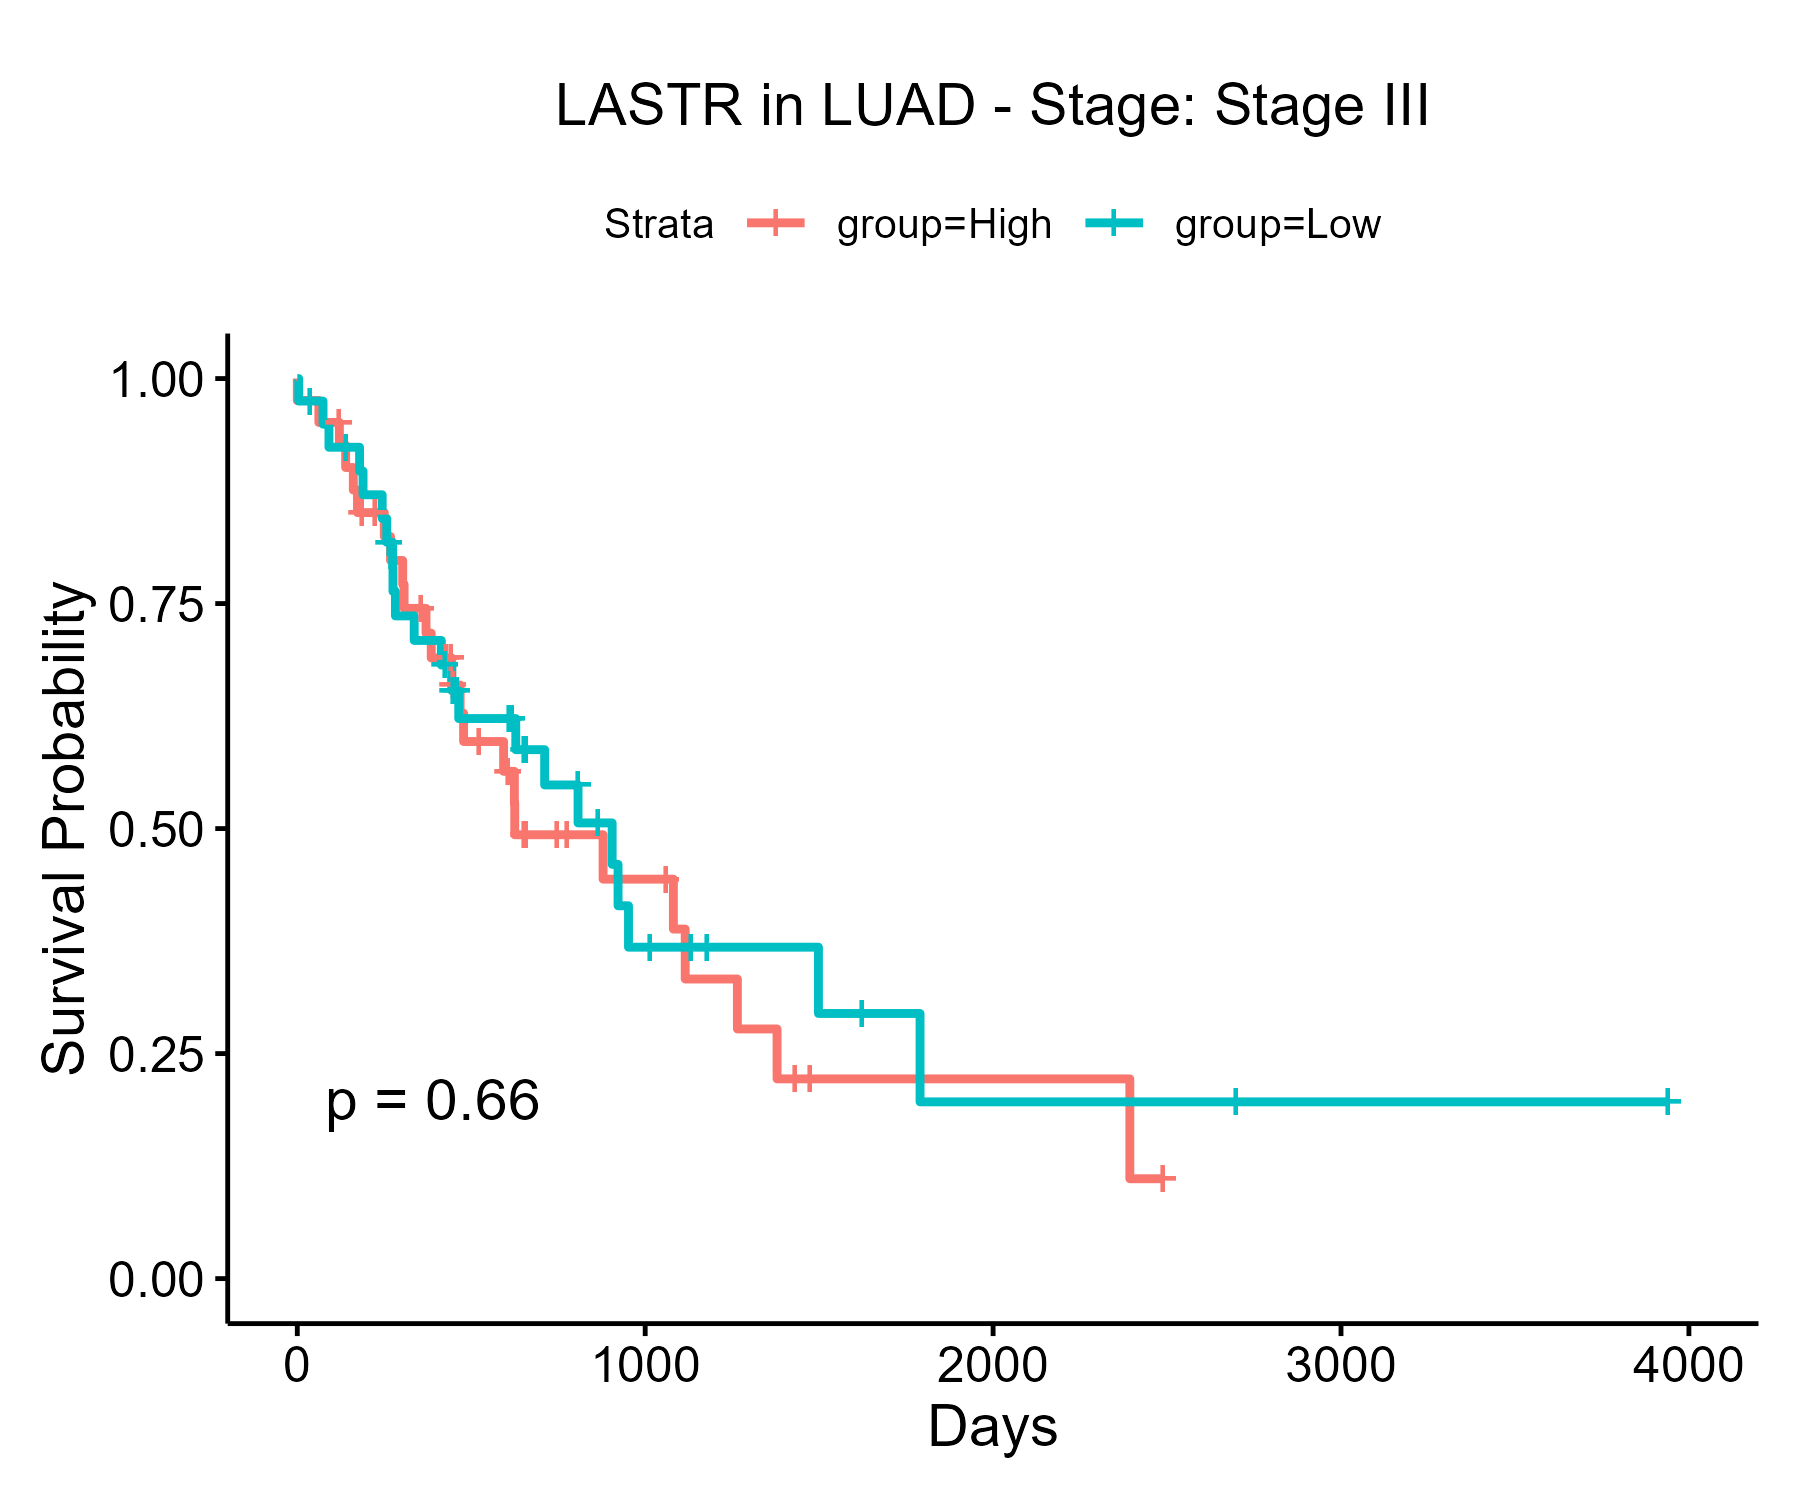 LASTR in LUAD - Stage: Stage III
Strata group=High group=Low
1.00
0.75
0.50
0.25
0.00
Survival Probability
p = 0.66
0 1000 2000 3000 4000
Days